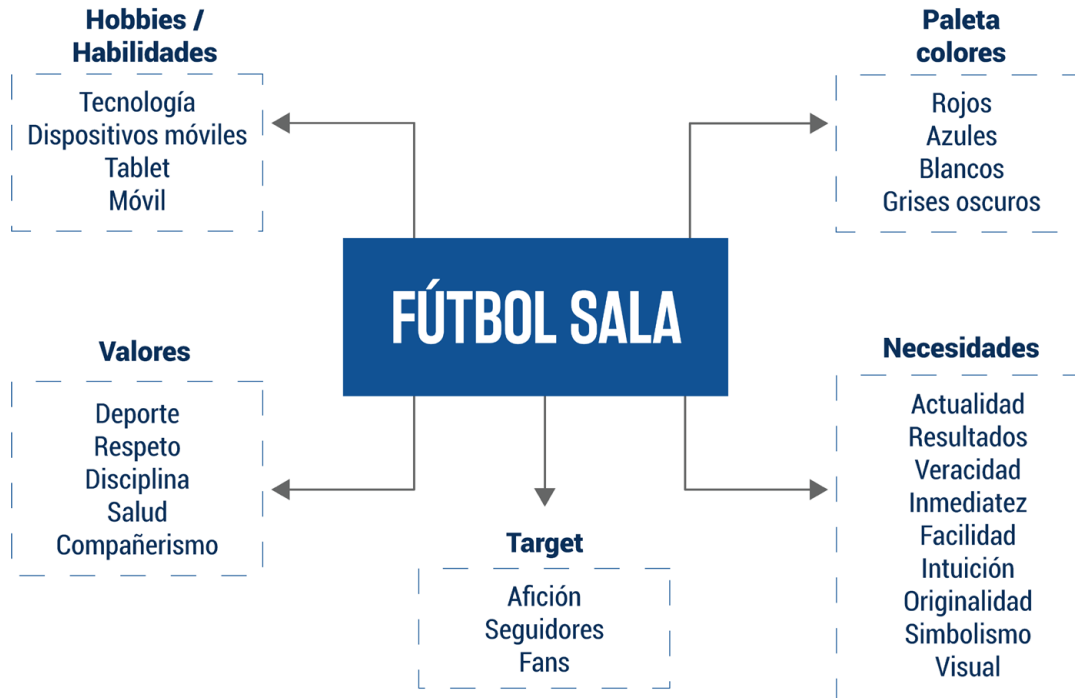 Hobbies /
Habilidades
Tecnología
Dispositivos móviles
Tablet
Móvil
Paleta
colores
Rojos
Azules
Blancos
Grises oscuros
FÚTBOL SALA
Valores
Deporte
Respeto
Disciplina
Salud
Compañerismo
Target
Afición
Seguidores
Fans
Necesidades
Actualidad
Resultados
Veracidad
Inmediatez
Facilidad
Intuición
Originalidad
Simbolismo
Visual